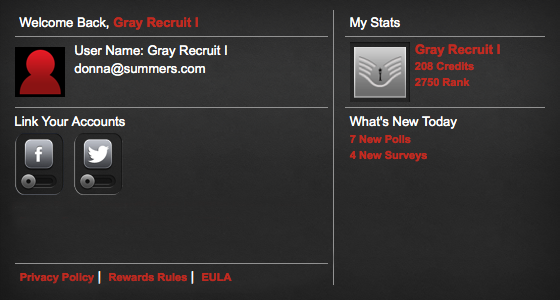 Welcome Back, Gray Recruit I
User Name: Gray Recruit I
donna@summers.com
Link Your Accounts
Privacy Policy | Rewards Rules | EULA
My Stats
Gray Recruit I
208 Credits
2750 Rank
What's New Today
7 New Polls
4 New Surveys